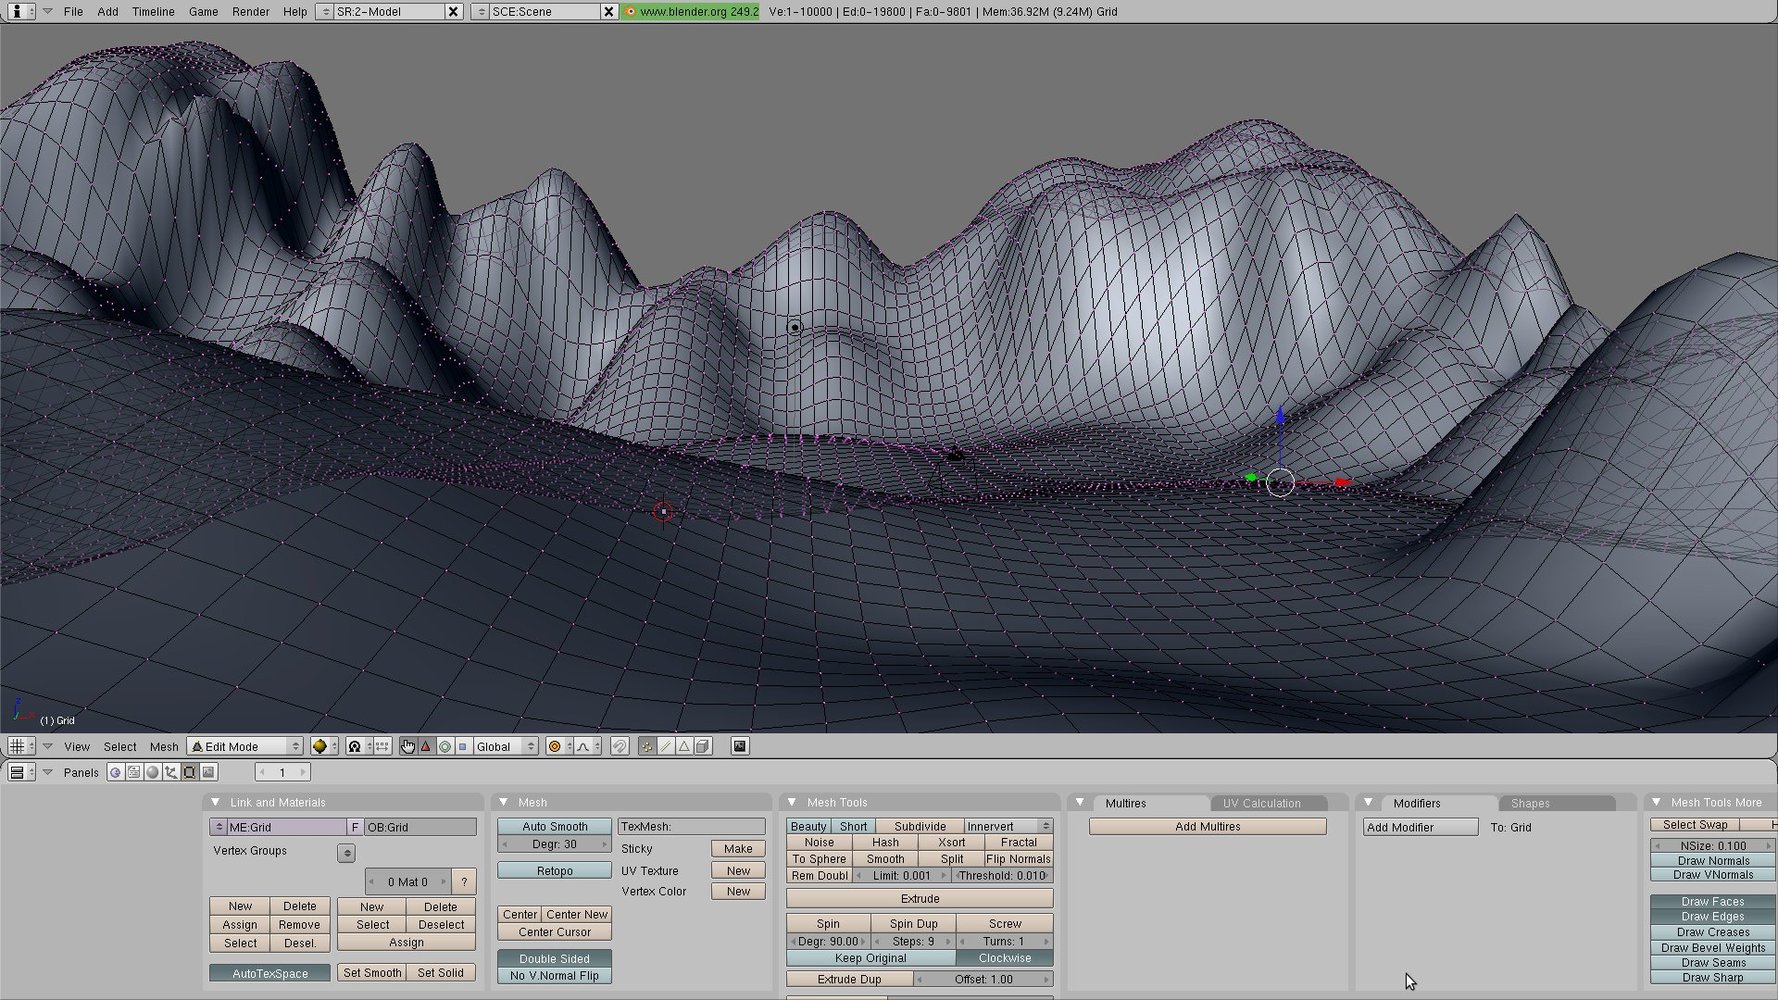 File Add Timeline Game Render Help SR:2-Model SCE:Scene www.blender.org 249.2 Ve:1-10000 | Ed:0-19800 | Fa:0-9801 | Mem:36.92M (9.24M) Grid
(1) Grid
View Select Mesh Edit Mode Global
Panels 1
Link and Materials
ME:Grid F OB:Grid
Vertex Groups
0 Mat 0 ?
New Delete New Delete
Assign Remove Select Deselect
Select Desel. Assign
AutoTexSpace Set Smooth Set Solid
Mesh
Auto Smooth TexMesh:
Degr: 30 Sticky Make
Retopo UV Texture New
Vertex Color New
Center Center New
Center Cursor
Double Sided
No V.Normal Flip
Mesh Tools
Beauty Short Subdivide Innervert
Noise Hash Xsort Fractal
To Sphere Smooth Split Flip Normals
Rem Doubl Limit: 0.001 Threshold: 0.010
Extrude
Spin Spin Dup Screw
Degr: 90.00 Steps: 9 Turns: 1
Keep Original Clockwise
Extrude Dup Offset: 1.00
Multires UV Calculation
Add Multires
Modifiers Shapes
Add Modifier To: Grid
Mesh Tools More
Select Swap H
NSize: 0.100
Draw Normals
Draw VNormals
Draw Faces
Draw Edges
Draw Creases
Draw Bevel Weights
Draw Seams
Draw Sharp